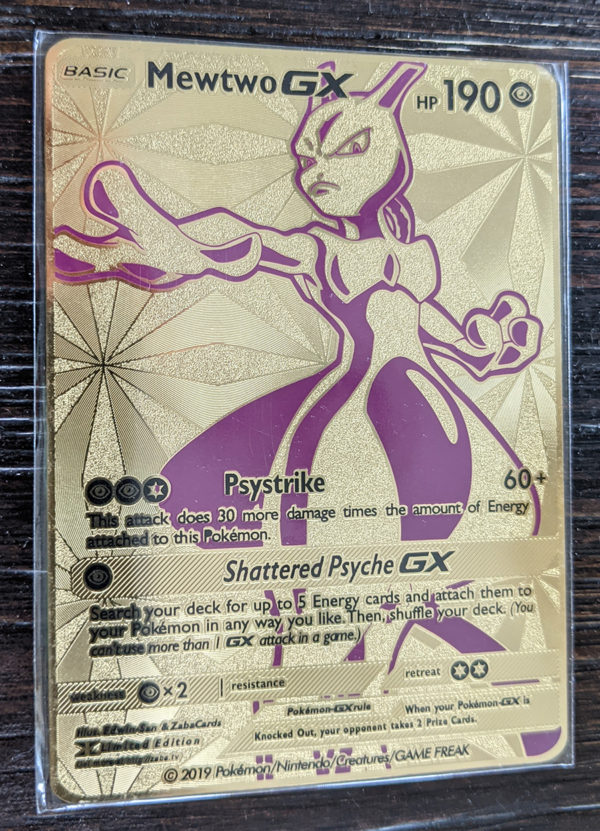 BASIC Mewtwo GX HP 190
Psystrike 60+
This attack does 30 more damage times the amount of Energy
attached to this Pokémon.
Shattered Psyche GX
Search your deck for up to 5 Energy cards and attach them to
your Pokémon in any way you like. Then, shuffle your deck. (You
can't use more than 1 GX attack in a game.)
weakness ×2 resistance retreat
Pokémon-GX rule When your Pokémon-GX is
Knocked Out, your opponent takes 2 Prize Cards.
Illus. Edwin-San & ZabaCards
Limited Edition
© 2019 Pokémon/Nintendo/Creatures/GAME FREAK